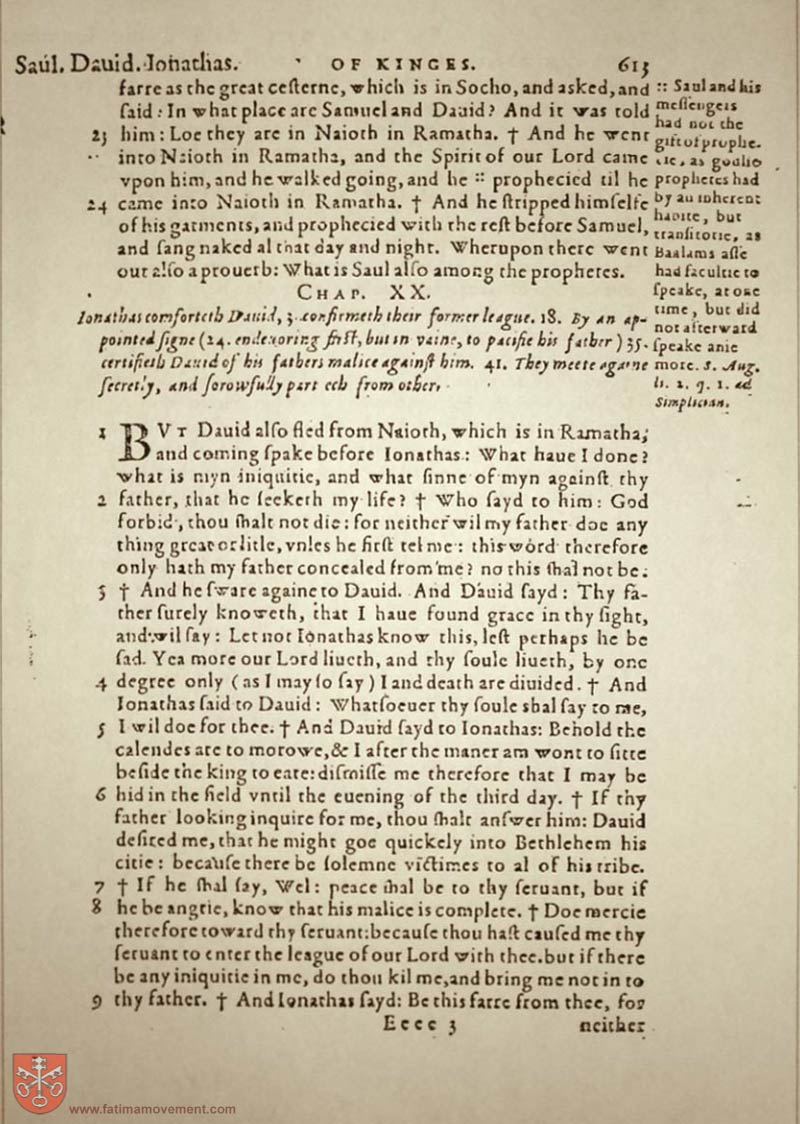 Saul. Dauid. Ionathas. OF KINGES. 615
farre as the great cesterne, which is in Socho, and asked, and
ſaid: In what place are Samuel and Dauid? And it was told
23 him: Loe they are in Naioth in Ramatha. † And he went
into Naioth in Ramatha, and the Spirit of our Lord came
vpon him, and he walked going, and he :: prophecied til he
24 came into Naioth in Ramatha. † And he ſtripped himſelfe
of his garments, and prophecied with the reſt before Samuel,
and ſang naked al that day and night. Wherupon there went
out alſo a prouerb: What is Saul alſo among the prophetes.
:: Saul and his
meſſengers
had not the
gift of prophe-
tie, as godlie
prophetes had
by an inherent
habite, but
tranſitorie, as
Baalams aſſe
had facultie to
ſpeake, at one
time, but did
not afterward
ſpeake anie
more. S. Aug.
li. 2. q. 1. ad
Simplician.
CHAP. XX.
Ionathas comforteth Dauid, 3. confirmeth their former league. 18. By an ap-
pointed ſigne (24. endeuoring firſt, but in vaine, to pacifie his father) 35.
certifieth Dauid of his fathers malice againſt him. 41. They meete againe
ſecretly, and ſorowfully part ech from other.
1 BVT Dauid alſo fled from Naioth, which is in Ramatha,
and coming ſpake before Ionathas: What haue I done?
what is myn iniquitie, and what ſinne of myn againſt thy
2 father, that he ſeeketh my life? † Who ſayd to him: God
forbid, thou ſhalt not die: for neither wil my father doe any
thing great or litle, vnles he firſt tel me: this word therefore
only hath my father concealed from me? no this ſhal not be.
3 † And he ſware againe to Dauid. And Dauid ſayd: Thy fa-
ther ſurely knoweth, that I haue found grace in thy ſight,
and wil ſay: Let not Ionathas know this, leſt perhaps he be
ſad. Yea more our Lord liueth, and thy ſoule liueth, by one
4 degree only (as I may ſo ſay) I and death are diuided. † And
Ionathas ſaid to Dauid: Whatſoeuer thy ſoule shal ſay to me,
5 I wil doe for thee. † And Dauid ſayd to Ionathas: Behold the
calendes are to morowe, & I after the maner am wont to ſitte
beſide the king to eate: diſmiſſe me therefore that I may be
6 hid in the field vntil the euening of the third day. † If thy
father looking inquire for me, thou ſhalt anſwer him: Dauid
deſired me, that he might goe quickely into Bethlehem his
citie: becauſe there be ſolemne victimes to al of his tribe.
7 † If he ſhal ſay, Wel: peace ſhal be to thy ſeruant, but if
8 he be angrie, know that his malice is complete. † Doe mercie
therefore toward thy ſeruant: becauſe thou haſt cauſed me thy
ſeruant to enter the league of our Lord with thee. but if there
be any iniquitie in me, do thou kil me, and bring me not in to
9 thy father. † And Ionathas ſayd: Be this farre from thee, for
Eeee 3 neither
www.fatimamovement.com